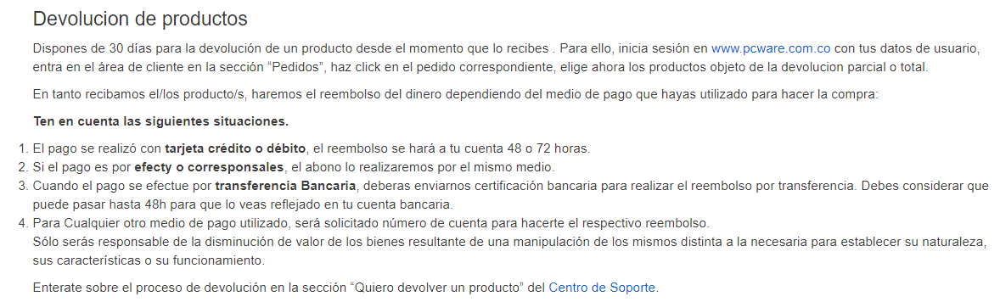 Devolucion de productos
Dispones de 30 días para la devolución de un producto desde el momento que lo recibes . Para ello, inicia sesión en www.pcware.com.co con tus datos de usuario,
entra en el área de cliente en la sección “Pedidos”, haz click en el pedido correspondiente, elige ahora los productos objeto de la devolucion parcial o total.
En tanto recibamos el/los producto/s, haremos el reembolso del dinero dependiendo del medio de pago que hayas utilizado para hacer la compra:
Ten en cuenta las siguientes situaciones.
1. El pago se realizó con tarjeta crédito o débito, el reembolso se hará a tu cuenta 48 o 72 horas.
2. Si el pago es por efecty o corresponsales, el abono lo realizaremos por el mismo medio.
3. Cuando el pago se efectue por transferencia Bancaria, deberas enviarnos certificación bancaria para realizar el reembolso por transferencia. Debes considerar que
puede pasar hasta 48h para que lo veas reflejado en tu cuenta bancaria.
4. Para Cualquier otro medio de pago utilizado, será solicitado número de cuenta para hacerte el respectivo reembolso.
Sólo serás responsable de la disminución de valor de los bienes resultante de una manipulación de los mismos distinta a la necesaria para establecer su naturaleza,
sus características o su funcionamiento.
Enterate sobre el proceso de devolución en la sección “Quiero devolver un producto” del Centro de Soporte.